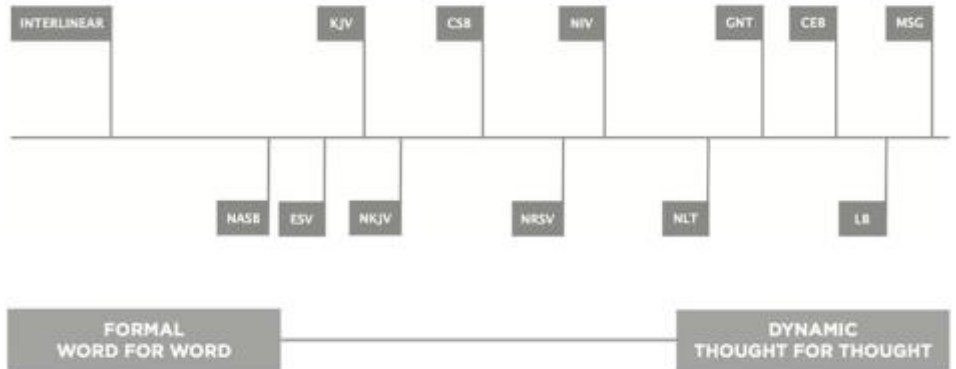 INTERLINEAR KJV CSB NIV GNT CEB MSG
NASB ESV NKJV NRSV NLT LB
FORMAL
WORD FOR WORD
DYNAMIC
THOUGHT FOR THOUGHT